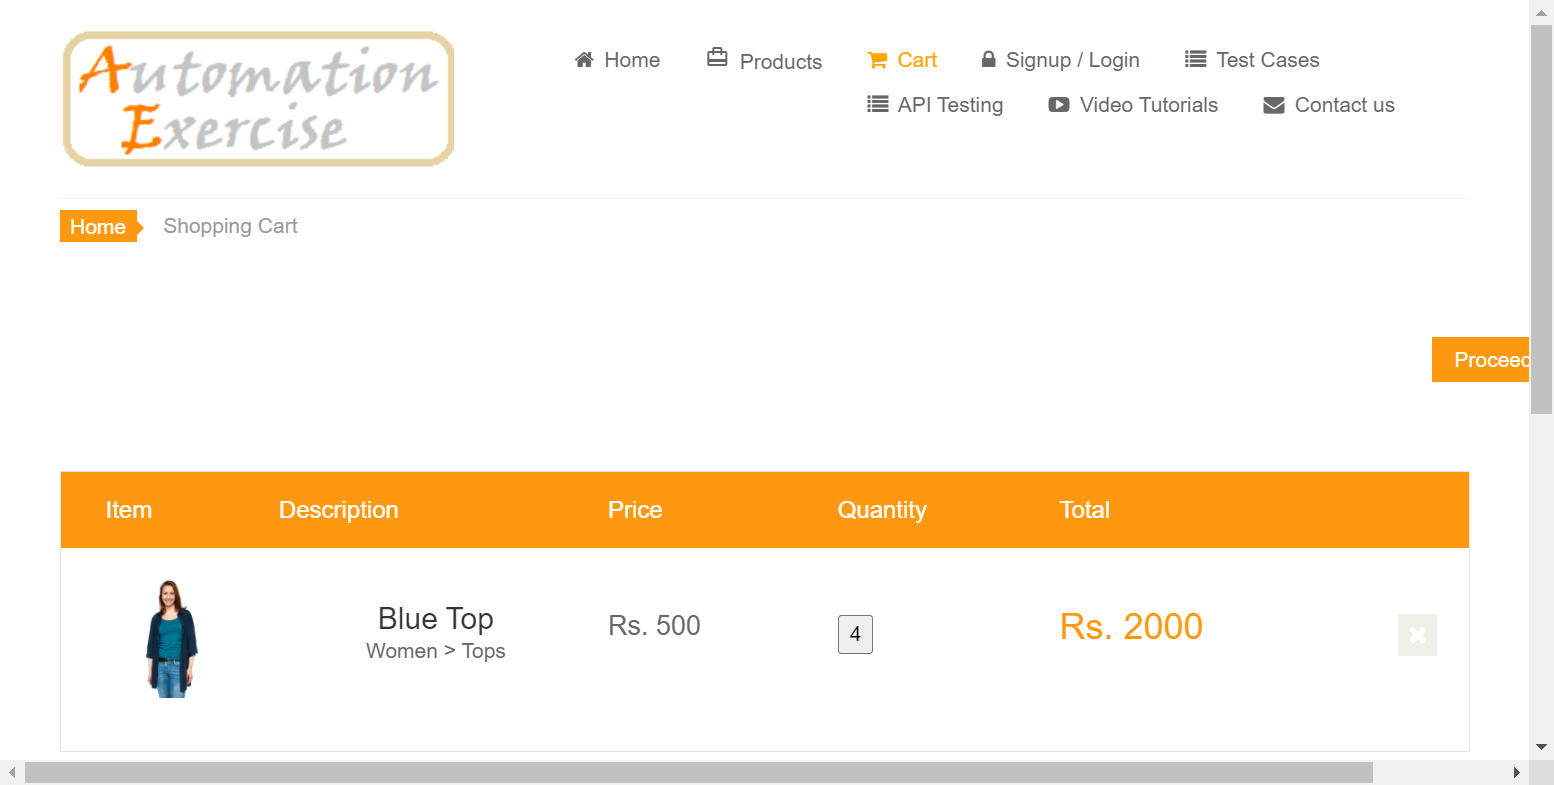 Automation
Exercise
Home
Products
Cart
Signup / Login
Test Cases
API Testing
Video Tutorials
Contact us
Home
Shopping Cart
Proceed
Item Description Price Quantity Total
Blue Top
Women > Tops
Rs. 500
4
Rs. 2000